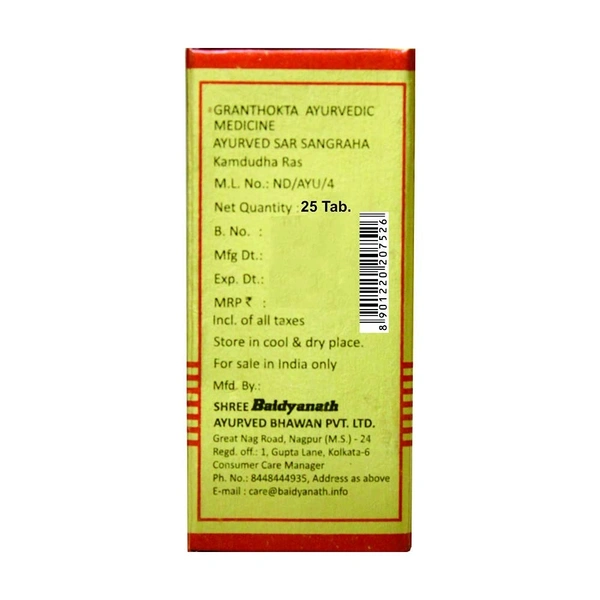 GRANTHOKTA AYURVEDIC
MEDICINE
AYURVED SAR SANGRAHA
Kamdudha Ras
M.L. No.: ND/AYU/4
Net Quantity : 25 Tab.
B. No. :
Mfg Dt.:
Exp. Dt.:
MRP ₹ :
Incl. of all taxes
Store in cool & dry place.
For sale in India only
Mfd. By.:
SHREE Baidyanath
AYURVED BHAWAN PVT. LTD.
Great Nag Road, Nagpur (M.S.) - 24
Regd. off.: 1, Gupta Lane, Kolkata-6
Consumer Care Manager
Ph. No.: 8448444935, Address as above
E-mail : care@baidyanath.info
8 901220 207526